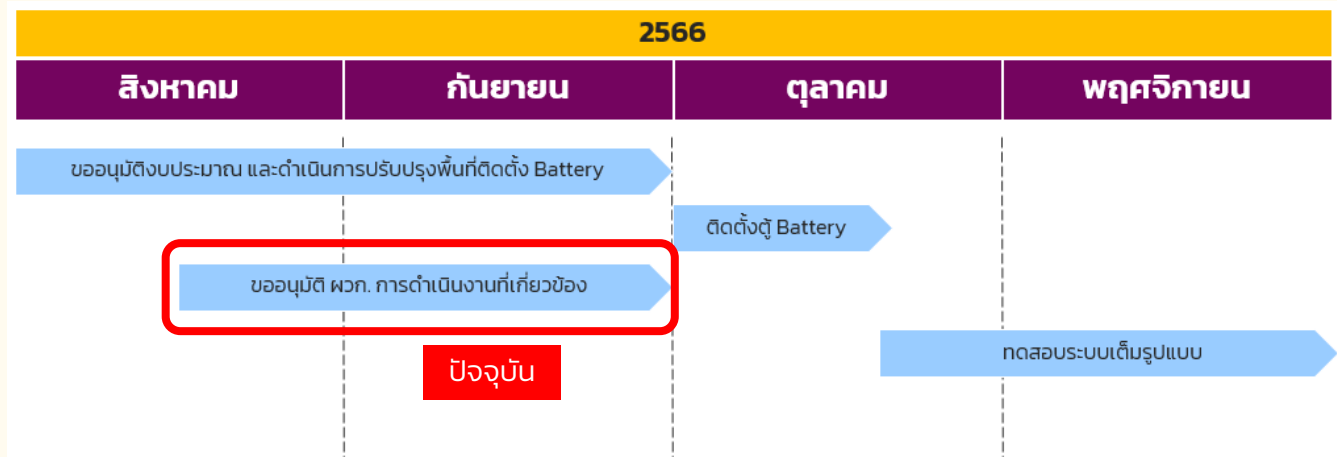 2566
สิงหาคม
กันยายน
ตุลาคม
พฤศจิกายน
ขออนุมัติงบประมาณ และดำเนินการปรับปรุงพื้นที่ติดตั้ง Battery
ติดตั้งตู้ Battery
ขออนุมัติ ผวก. การดำเนินงานที่เกี่ยวข้อง
ทดสอบระบบเต็มรูปแบบ
ปัจจุบัน